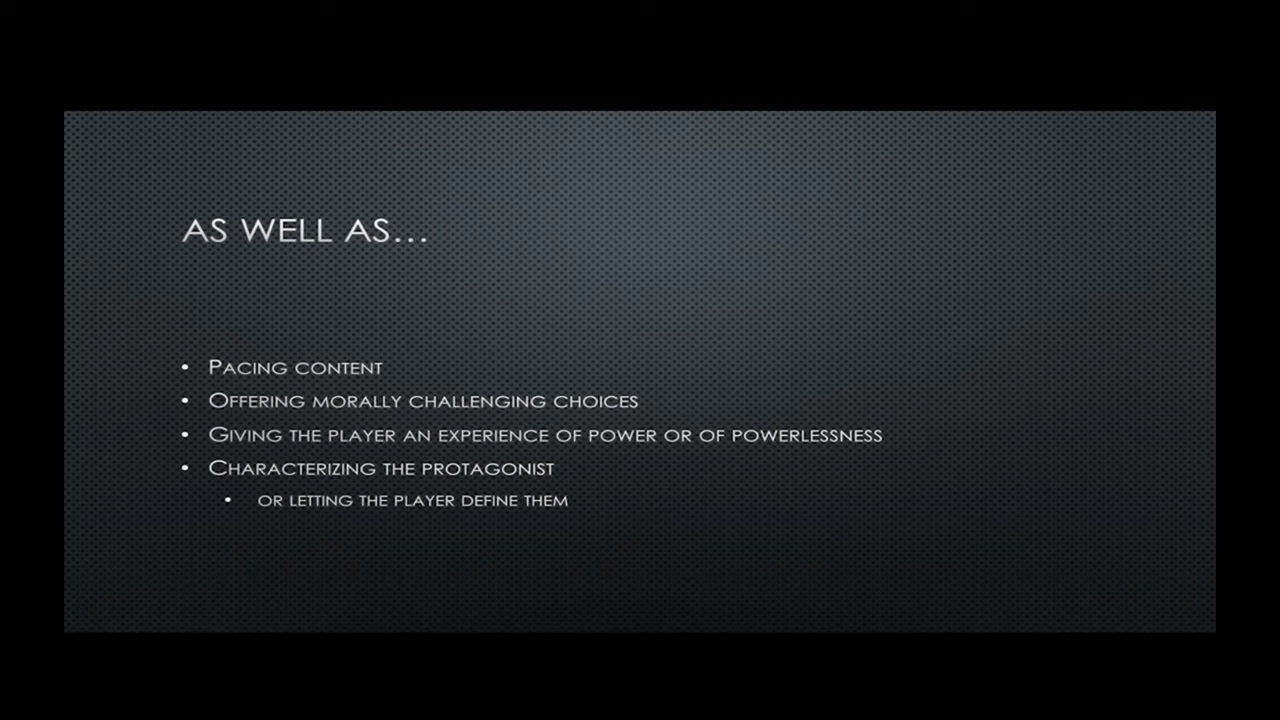 AS WELL AS...
• PACING CONTENT
• OFFERING MORALLY CHALLENGING CHOICES
• GIVING THE PLAYER AN EXPERIENCE OF POWER OR OF POWERLESSNESS
• CHARACTERIZING THE PROTAGONIST
• OR LETTING THE PLAYER DEFINE THEM